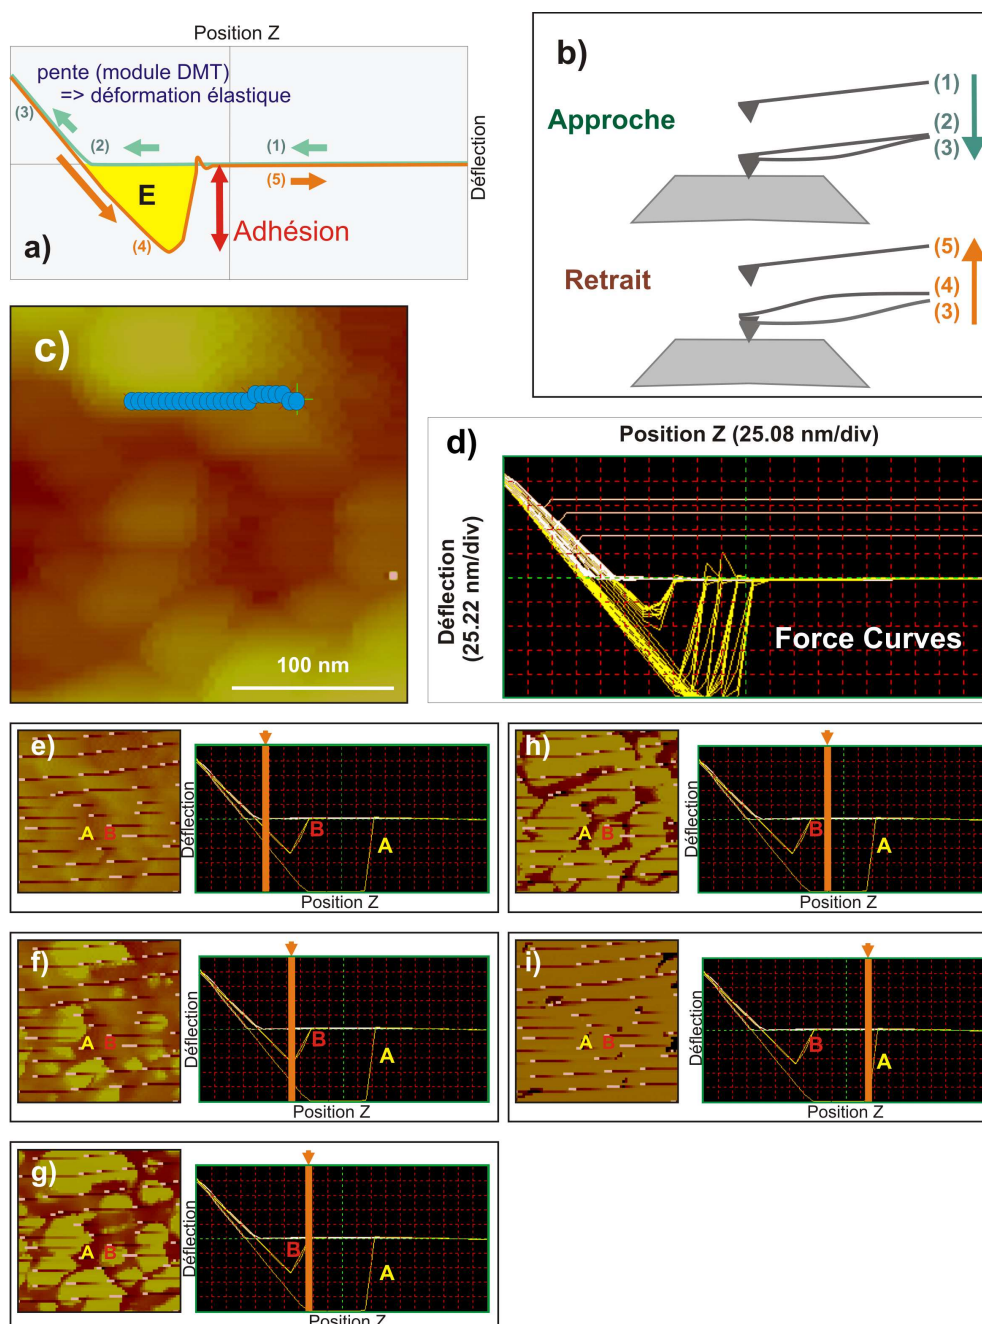 Position Z
pente (module DMT)
=> déformation élastique
(3)
(2)
(1)
(5)
E
(4)
Adhésion
a)
Déflection
b)
Approche
(1)
(2)
(3)
Retrait
(5)
(4)
(3)
c)
100 nm
d)
Position Z (25.08 nm/div)
Déflection
(25.22 nm/div)
Force Curves
e)
A
B
Déflection
B
A
Position Z
h)
A
B
Déflection
B
A
Position Z
f)
A
B
Déflection
B
A
Position Z
i)
A
B
Déflection
B
A
Position Z
g)
A
B
Déflection
B
A
Position Z